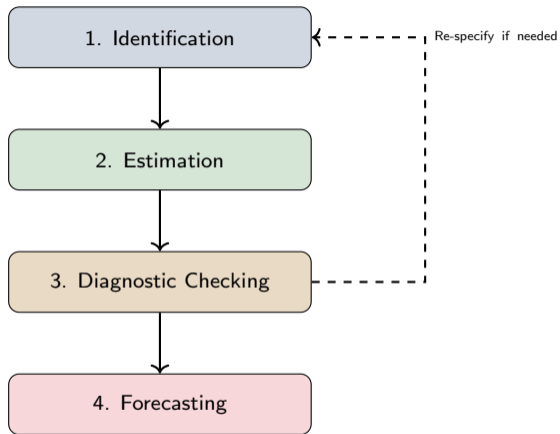 1. Identification
Re-specify if needed
2. Estimation
3. Diagnostic Checking
4. Forecasting